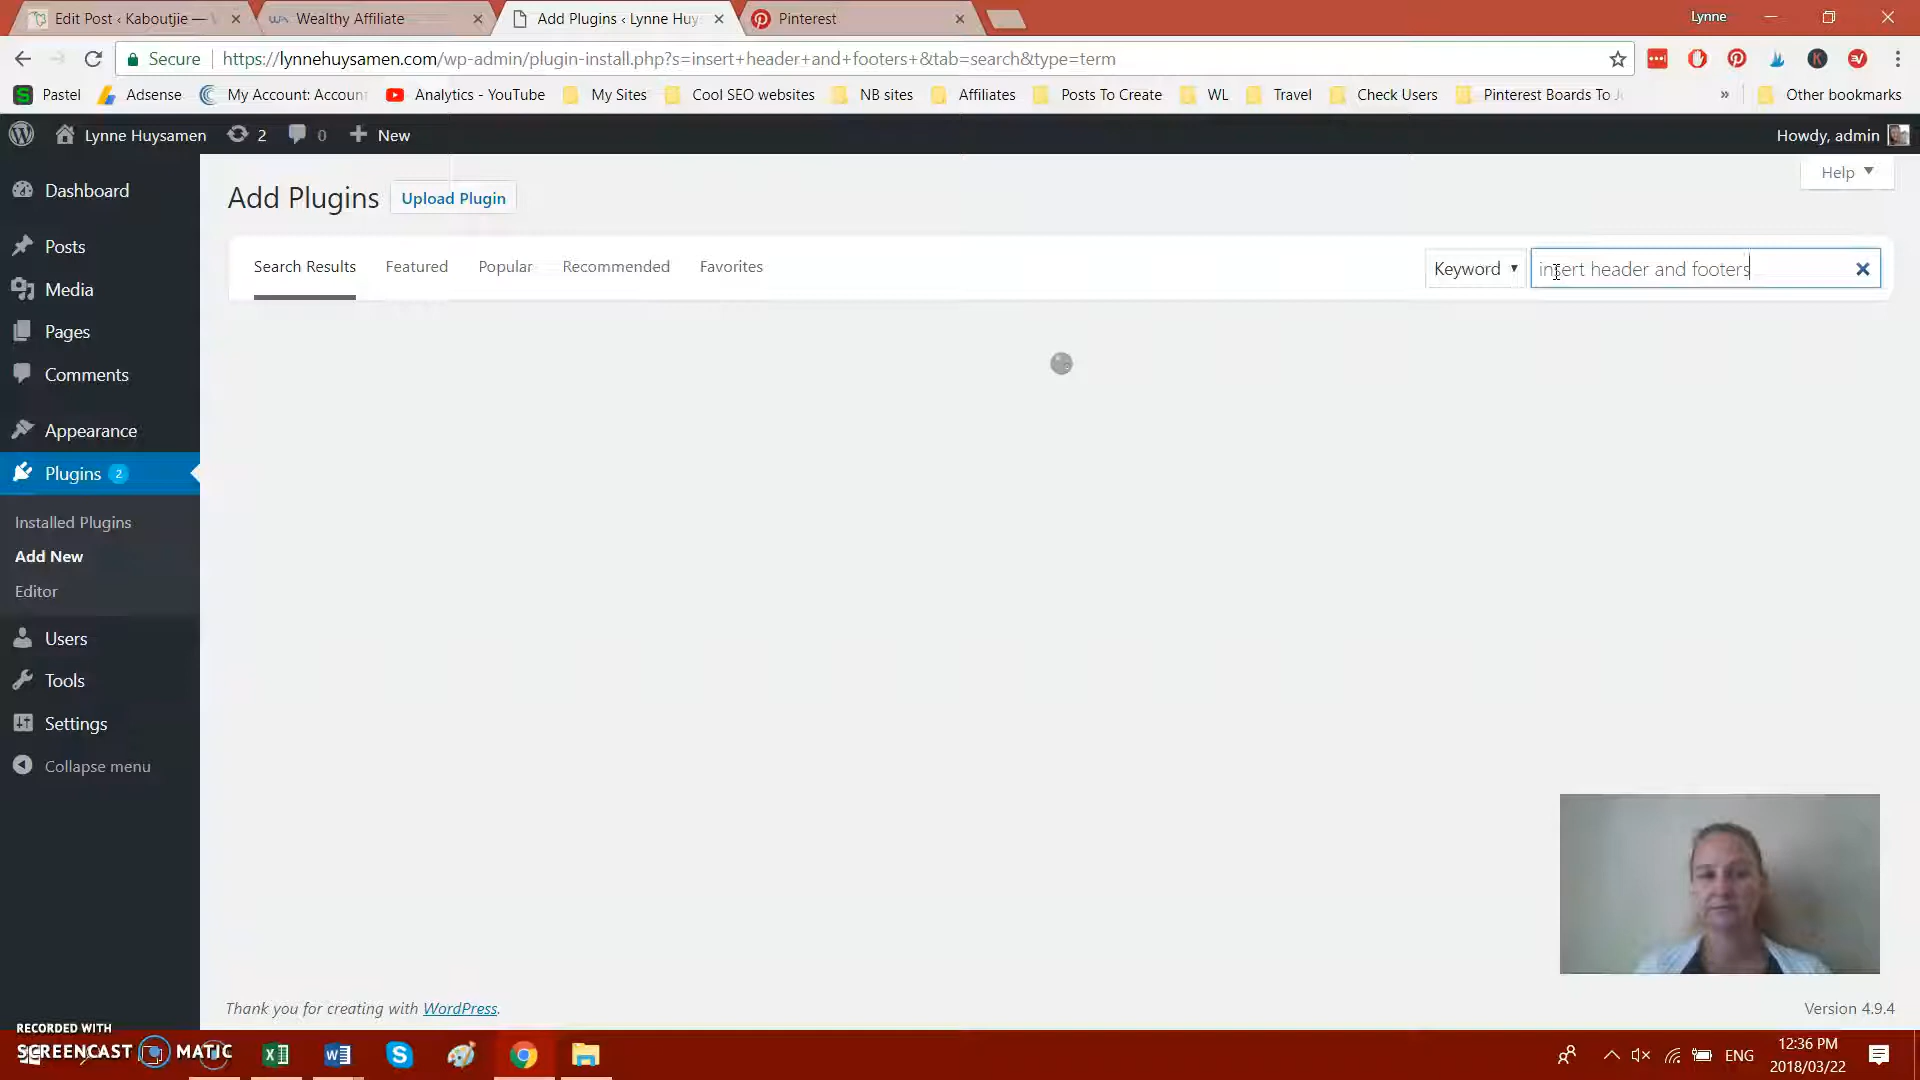 Edit Post ‹ Kaboutjie —
Wealthy Affiliate
Add Plugins ‹ Lynne Huy
Pinterest
Lynne
Secure
https://lynnehuysamen.com/wp-admin/plugin-install.php?s=insert+header+and+footers+&tab=search&type=term
Pastel
Adsense
My Account: Accoun
Analytics - YouTube
My Sites
Cool SEO websites
NB sites
Affiliates
Posts To Create
WL
Travel
Check Users
Pinterest Boards To J
»
Other bookmarks
Lynne Huysamen
2
0
New
Howdy, admin
Help
Dashboard
Posts
Media
Pages
Comments
Appearance
Plugins 2
Installed Plugins
Add New
Editor
Users
Tools
Settings
Collapse menu
Add Plugins
Upload Plugin
Search Results
Featured
Popular
Recommended
Favorites
Keyword
insert header and footers
Thank you for creating with WordPress.
Version 4.9.4
RECORDED WITH
SCREENCAST MATIC
ENG
12:36 PM
2018/03/22